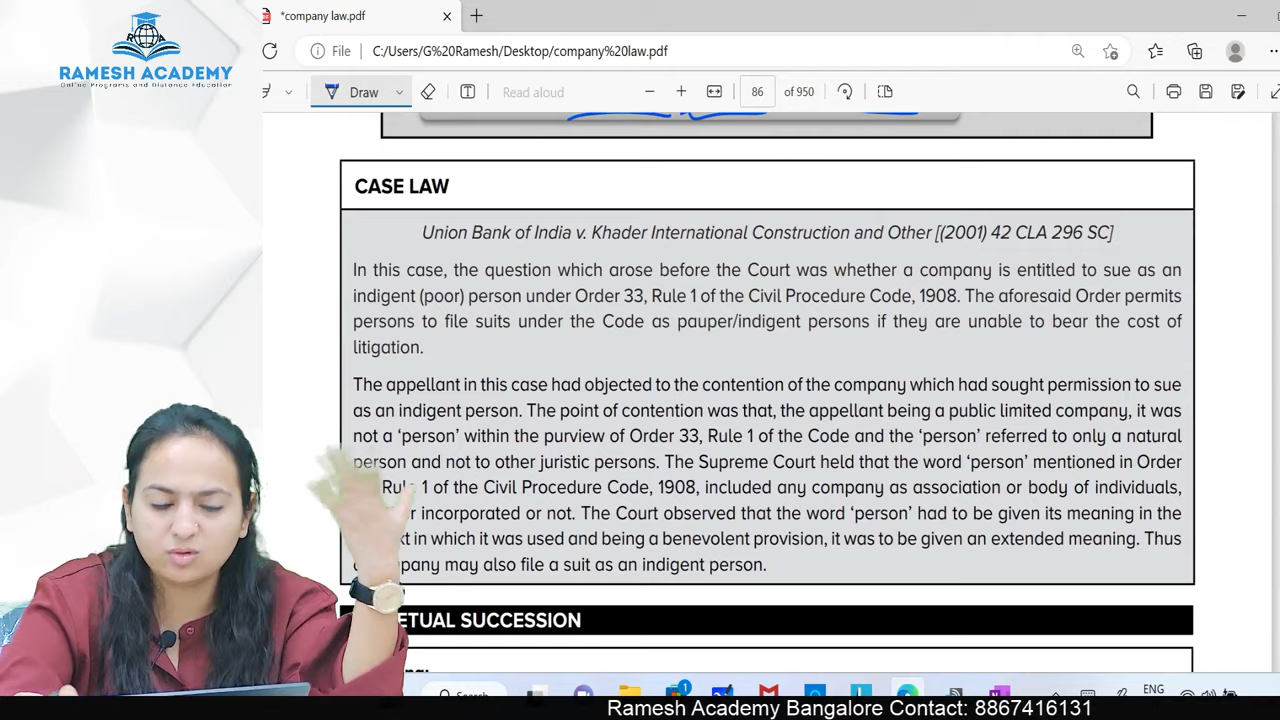 *company law.pdf
RAMESH ACADEMY
Online Programs and Distance Education
File C:/Users/G%20Ramesh/Desktop/company%20law.pdf
Draw Read aloud 86 of 950
CASE LAW
Union Bank of India v. Khader International Construction and Other [(2001) 42 CLA 296 SC]
In this case, the question which arose before the Court was whether a company is entitled to sue as an
indigent (poor) person under Order 33, Rule 1 of the Civil Procedure Code, 1908. The aforesaid Order permits
persons to file suits under the Code as pauper/indigent persons if they are unable to bear the cost of
litigation.
The appellant in this case had objected to the contention of the company which had sought permission to sue
as an indigent person. The point of contention was that, the appellant being a public limited company, it was
not a ‘person’ within the purview of Order 33, Rule 1 of the Code and the ‘person’ referred to only a natural
person and not to other juristic persons. The Supreme Court held that the word ‘person’ mentioned in Order
Rule 1 of the Civil Procedure Code, 1908, included any company as association or body of individuals,
incorporated or not. The Court observed that the word ‘person’ had to be given its meaning in the
in which it was used and being a benevolent provision, it was to be given an extended meaning. Thus
may also file a suit as an indigent person.
ETUAL SUCCESSION
Search
1
ENG
Ramesh Academy Bangalore Contact: 8867416131